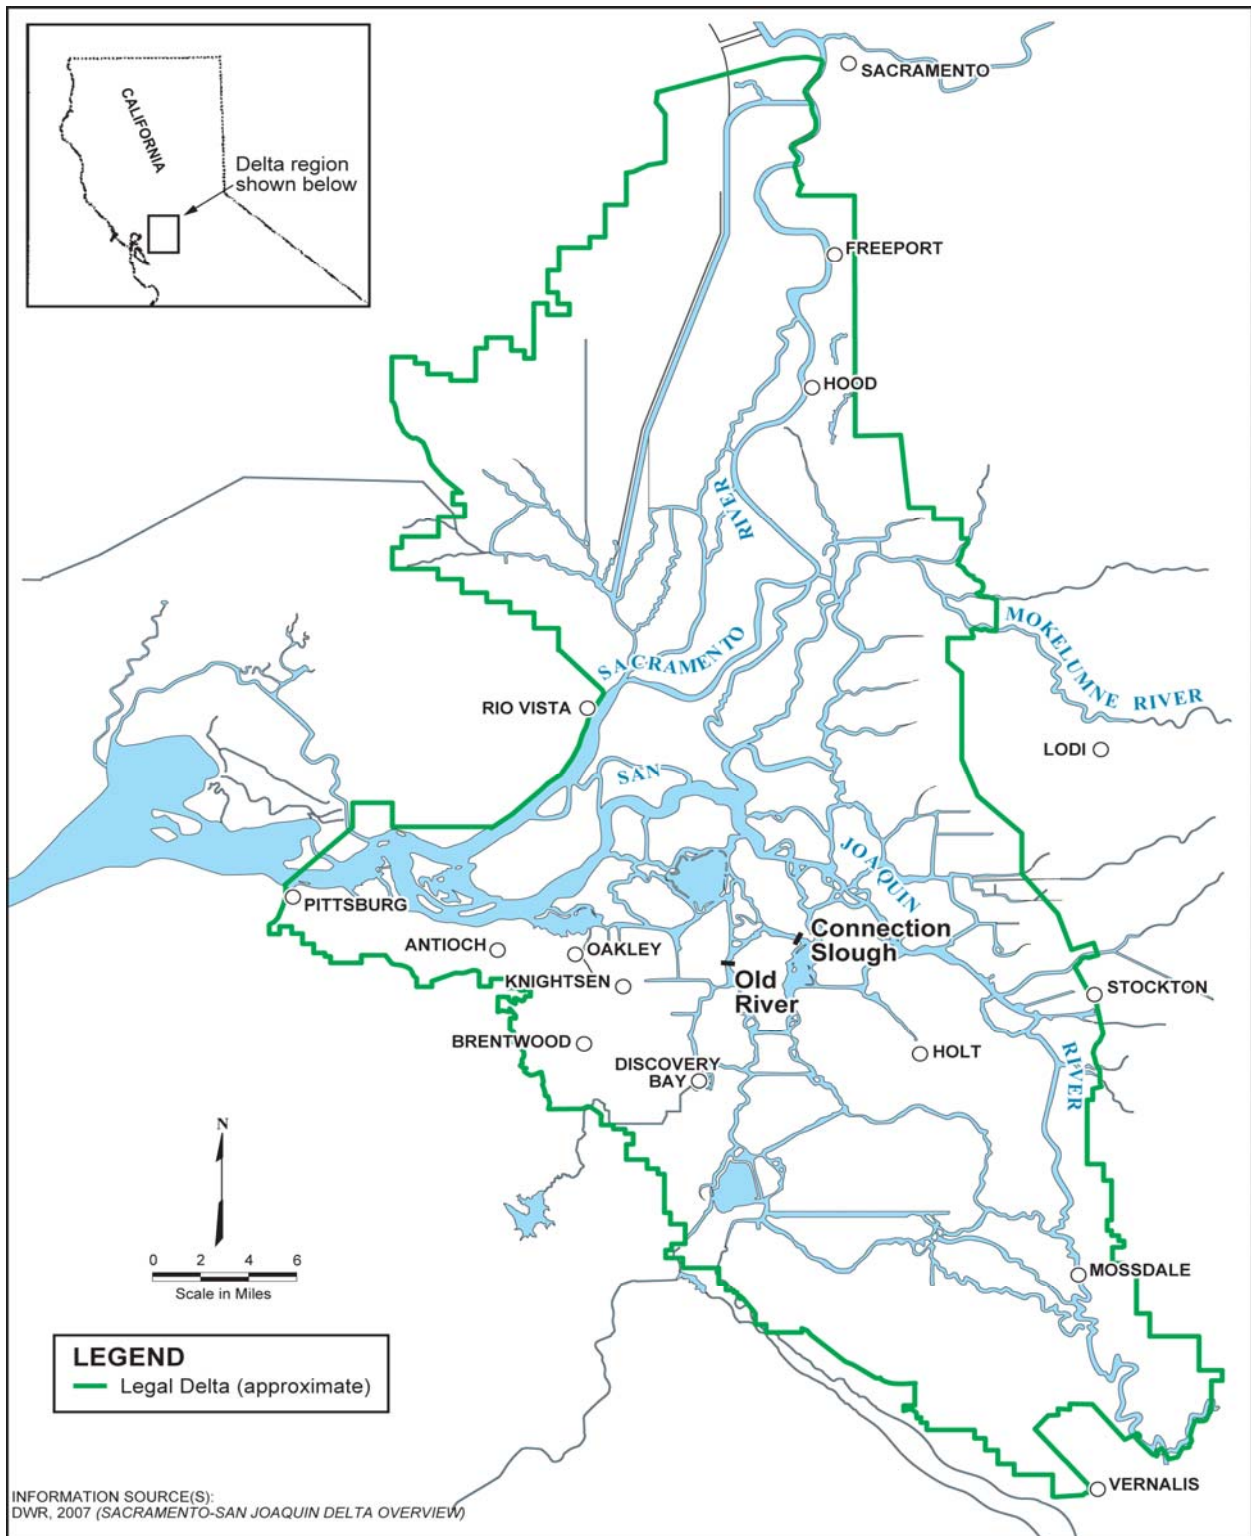 CALIFORNIA
Delta region
shown below
SACRAMENTO
FREEPORT
HOOD
RIVER
MOKELUMNE RIVER
SACRAMENTO
RIO VISTA
LODI
SAN
JOAQUIN
PITTSBURG
Connection
Slough
ANTIOCH
OAKLEY
KNIGHTSEN
Old
River
STOCKTON
BRENTWOOD
HOLT
DISCOVERY
BAY
RIVER
N
0 2 4 6
Scale in Miles
MOSSDALE
LEGEND
Legal Delta (approximate)
VERNALIS
INFORMATION SOURCE(S):
DWR, 2007 (SACRAMENTO-SAN JOAQUIN DELTA OVERVIEW)